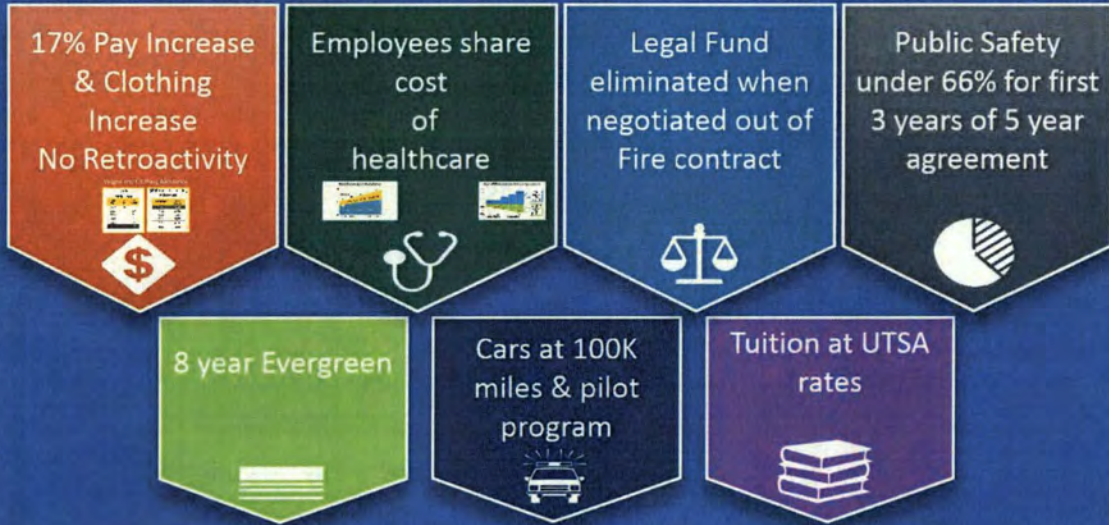 17% Pay Increase
& Clothing
Increase
No Retroactivity
$
Employees share
cost
of
healthcare
Legal Fund
eliminated when
negotiated out of
Fire contract
Public Safety
under 66% for first
3 years of 5 year
agreement
8 year Evergreen
Cars at 100K
miles & pilot
program
Tuition at UTSA
rates